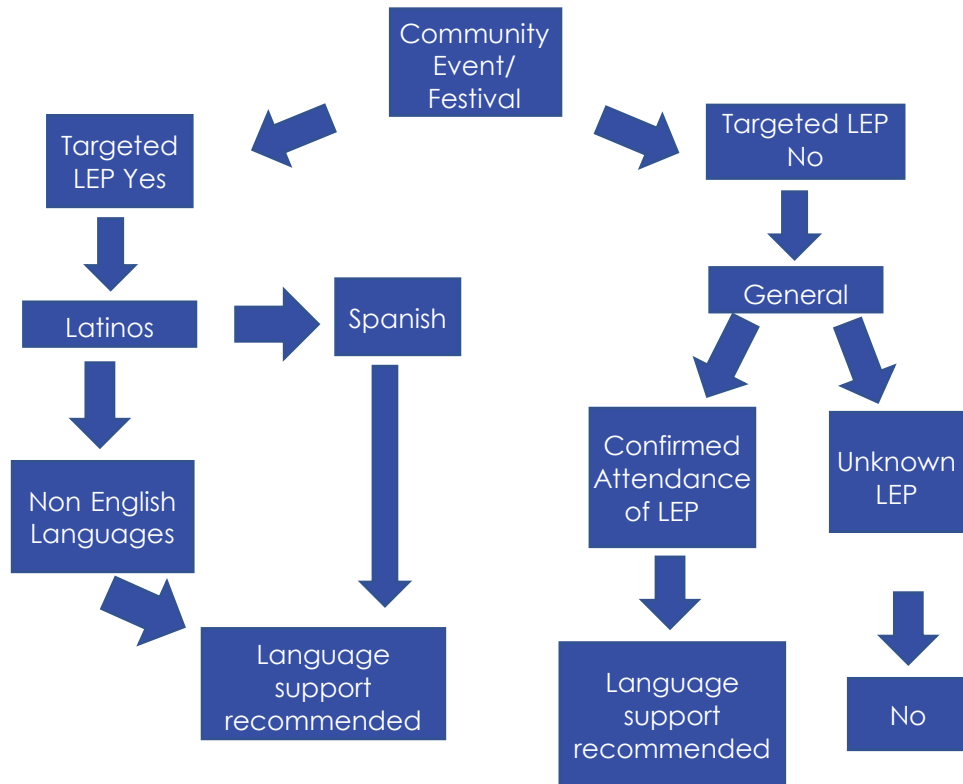 Community
Event/
Festival
Targeted
LEP Yes
Targeted LEP
No
Latinos
Spanish
General
Non English
Languages
Confirmed
Attendance
of LEP
Unknown
LEP
Language
support
recommended
Language
support
recommended
No